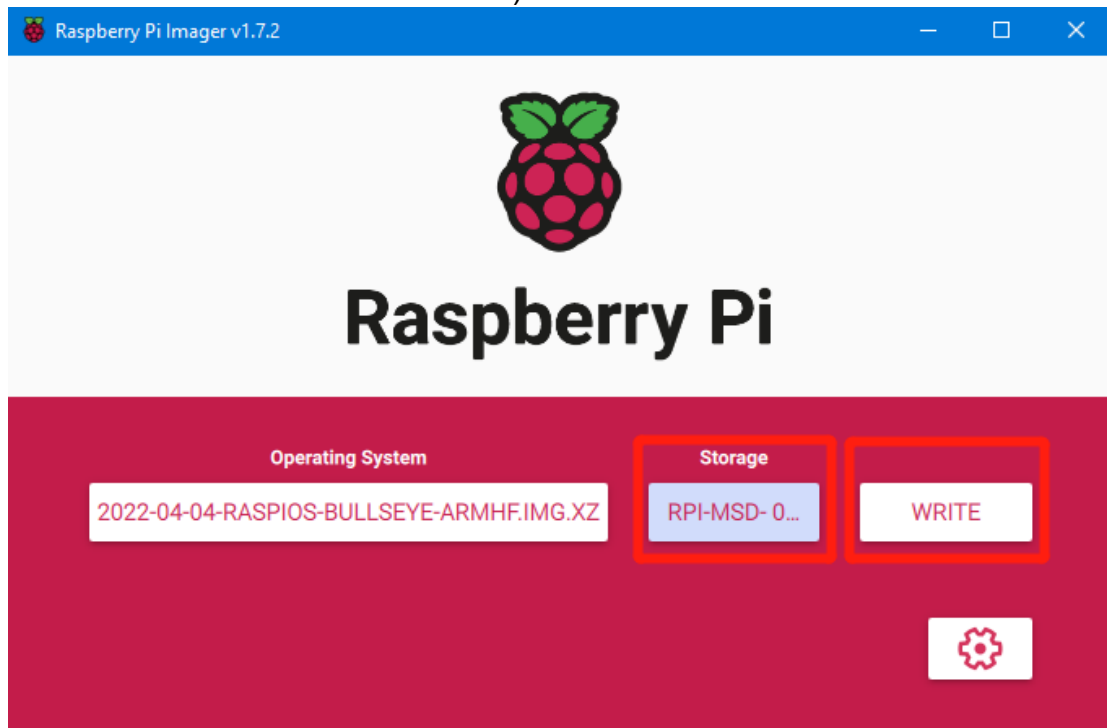 Raspberry Pi Imager v1.7.2
Raspberry Pi
Operating System
Storage
2022-04-04-RASPIOS-BULLSEYE-ARMHF.IMG.XZ
RPI-MSD- 0...
WRITE